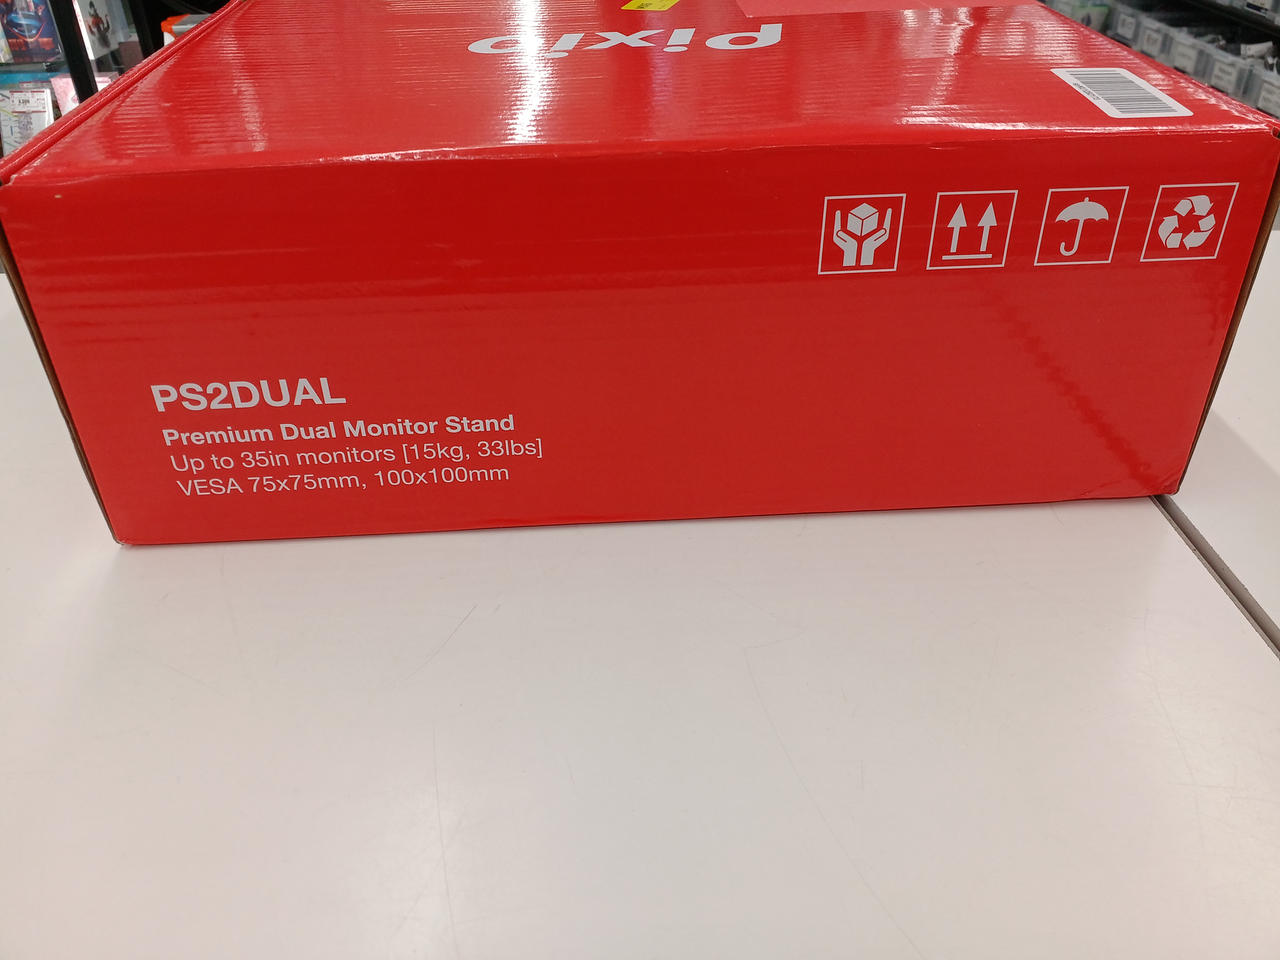 pixio
PS2DUAL
Premium Dual Monitor Stand
Up to 35in monitors [15kg, 33lbs]
VESA 75x75mm, 100x100mm